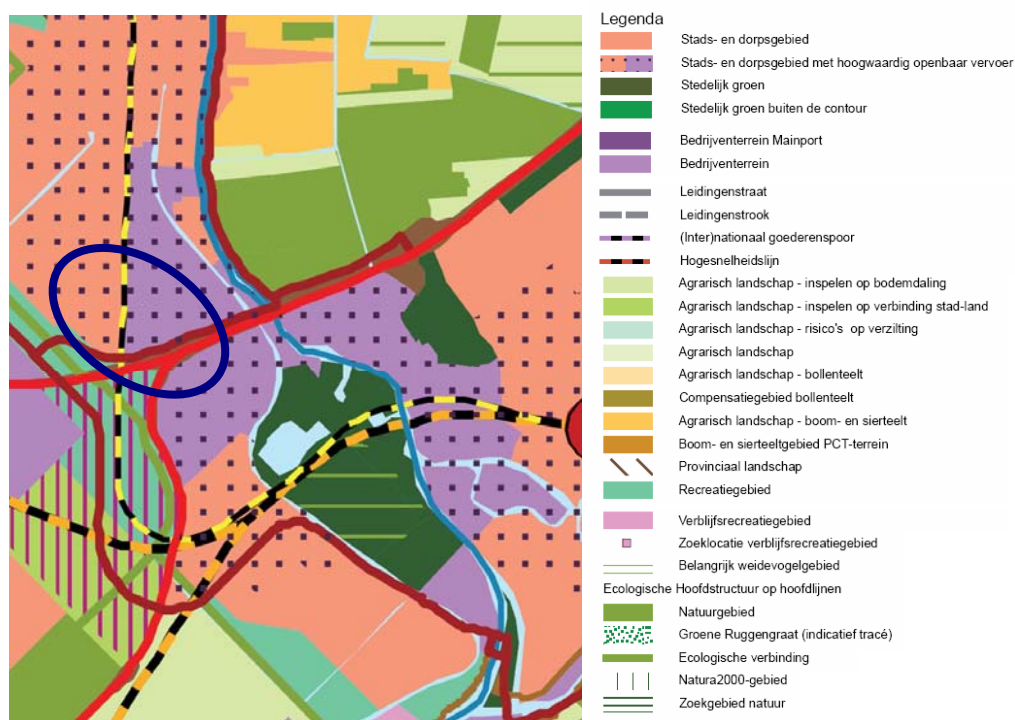 Legenda
Stads- en dorpsgebied
Stads- en dorpsgebied met hoogwaardig openbaar vervoer
Stedelijk groen
Stedelijk groen buiten de contour
Bedrijventerrein Mainport
Bedrijventerrein
Leidingenstraat
Leidingenstrook
(Inter)nationaal goederenspoor
Hogesnelheidslijn
Agrarisch landschap - inspelen op bodemdaling
Agrarisch landschap - inspelen op verbinding stad-land
Agrarisch landschap - risico's op verzilting
Agrarisch landschap
Agrarisch landschap - bollenteelt
Compensatiegebied bollenteelt
Agrarisch landschap - boom- en sierteelt
Boom- en sierteeltgebied PCT-terrein
Provinciaal landschap
Recreatiegebied
Verblijfsrecreatiegebied
Zoeklocatie verblijfsrecreatiegebied
Belangrijk weidevogelgebied
Ecologische Hoofdstructuur op hoofdlijnen
Natuurgebied
Groene Ruggengraat (indicatief tracé)
Ecologische verbinding
Natura2000-gebied
Zoekgebied natuur